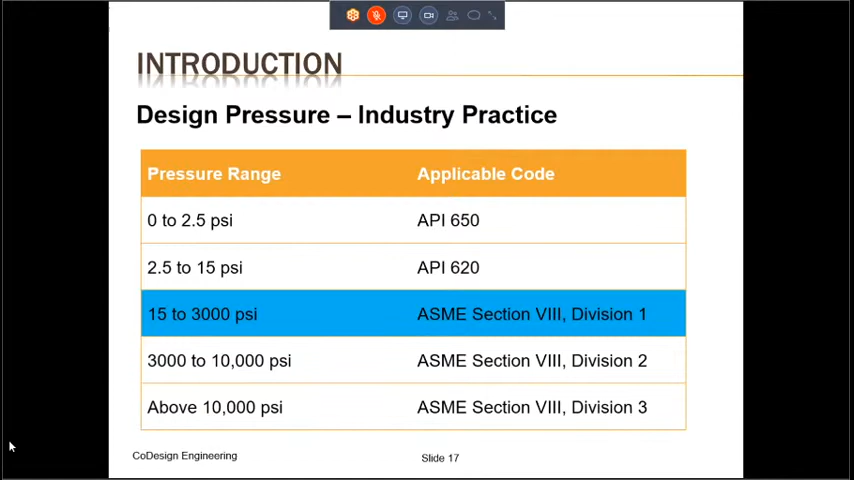 INTRODUCTION
Design Pressure – Industry Practice
Pressure Range Applicable Code
0 to 2.5 psi API 650
2.5 to 15 psi API 620
15 to 3000 psi ASME Section VIII, Division 1
3000 to 10,000 psi ASME Section VIII, Division 2
Above 10,000 psi ASME Section VIII, Division 3
CoDesign Engineering Slide 17